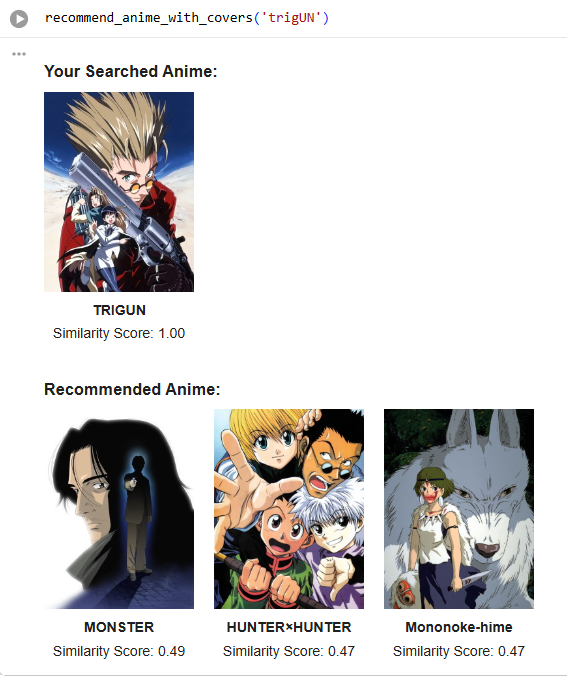 recommend_anime_with_covers('trigUN')
Your Searched Anime:
TRIGUN
Similarity Score: 1.00
Recommended Anime:
MONSTER HUNTER×HUNTER Mononoke-hime
Similarity Score: 0.49 Similarity Score: 0.47 Similarity Score: 0.47